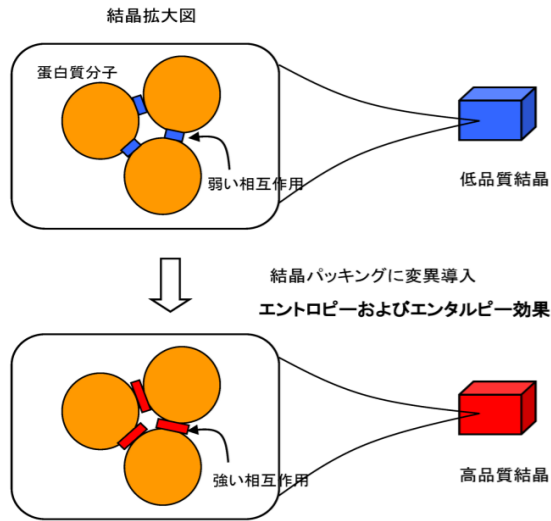 結晶拡大図
蛋白質分子
弱い相互作用
低品質結晶
結晶パッキングに変異導入
エントロピーおよびエンタルピー効果
強い相互作用
高品質結晶